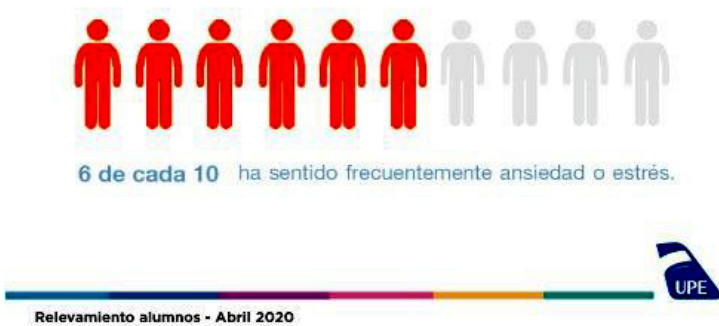 6 de cada 10 ha sentido frecuentemente ansiedad o estrés.
UPE
Relevamiento alumnos - Abril 2020